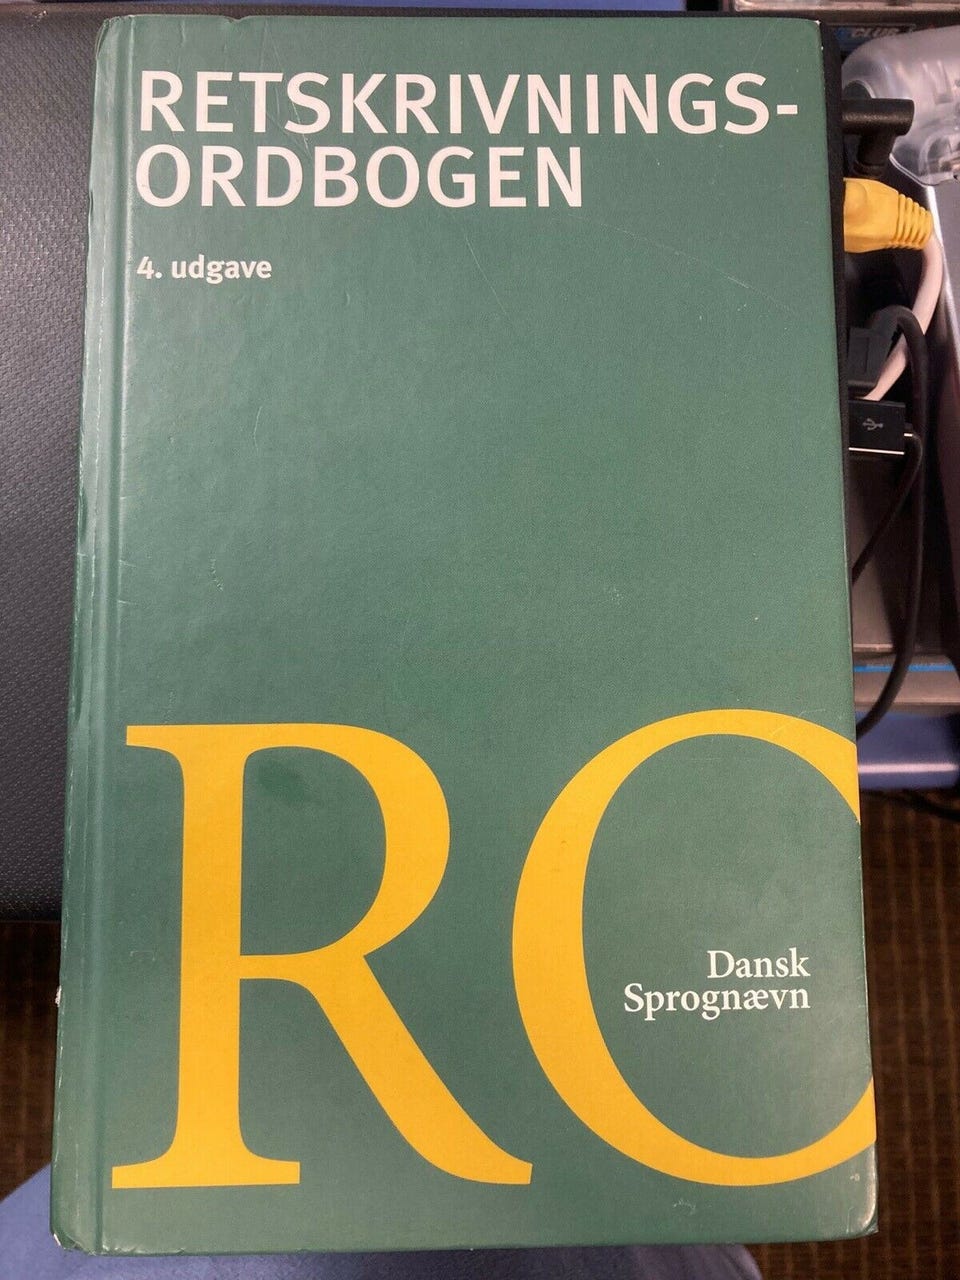 RETSKRIVNINGS-
ORDBOGEN
4. udgave
RO
Dansk
Sprognævn